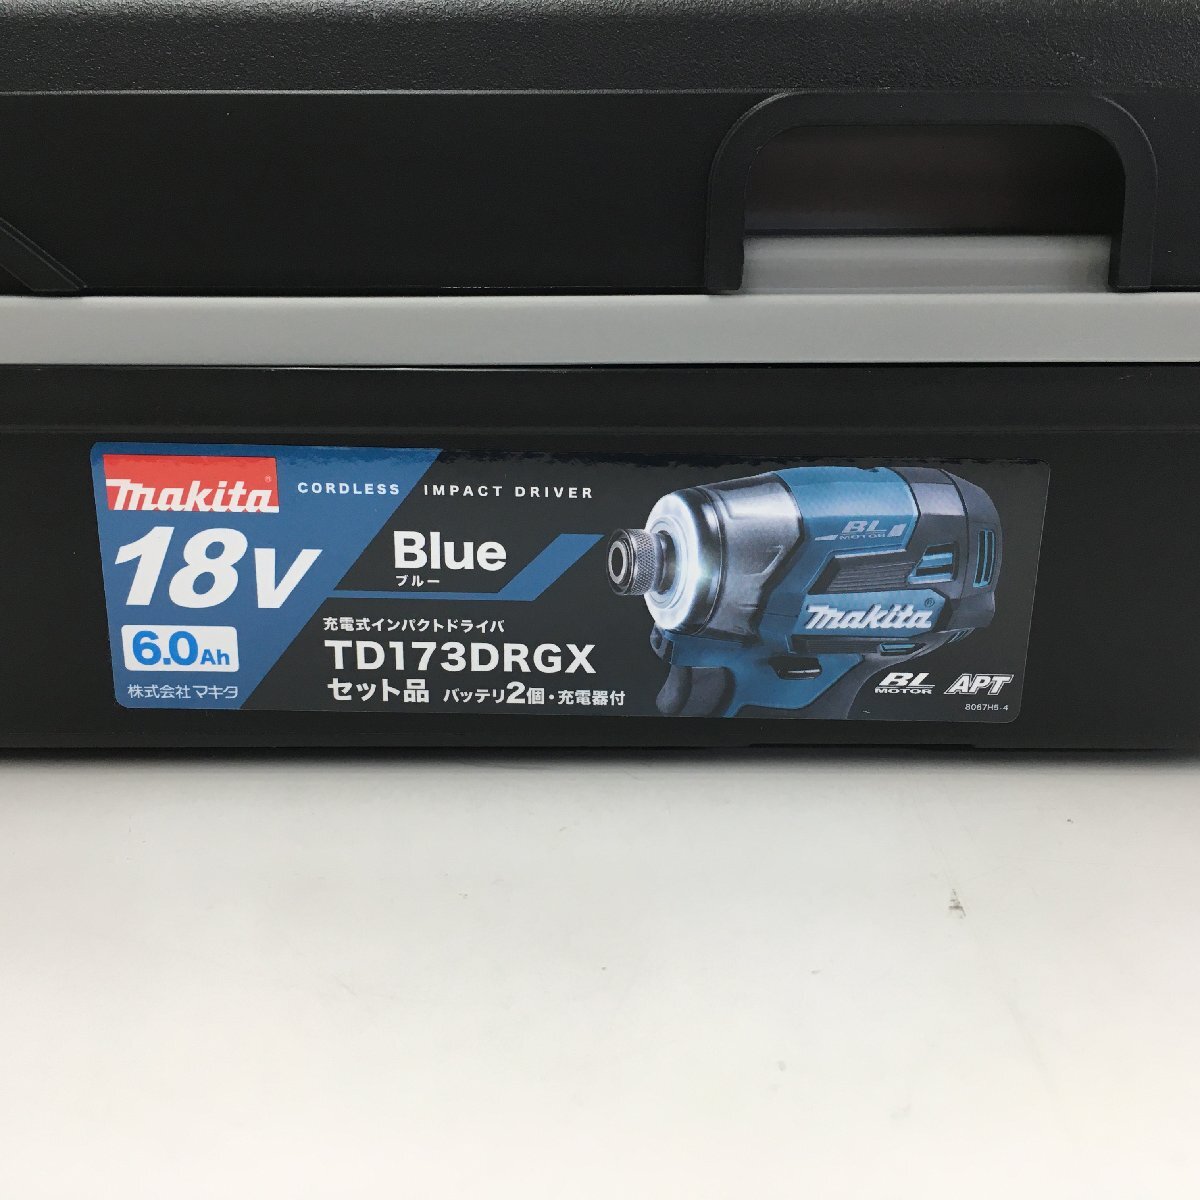 makita®
CORDLESS IMPACT DRIVER
18V
Blue
ブルー
6.0Ah
株式会社マキタ
充電式インパクトドライバ
TD173DRGX
セット品 バッテリ2個・充電器付
BL
MOTOR
makita®
BL
MOTOR
APT
8067H5-4